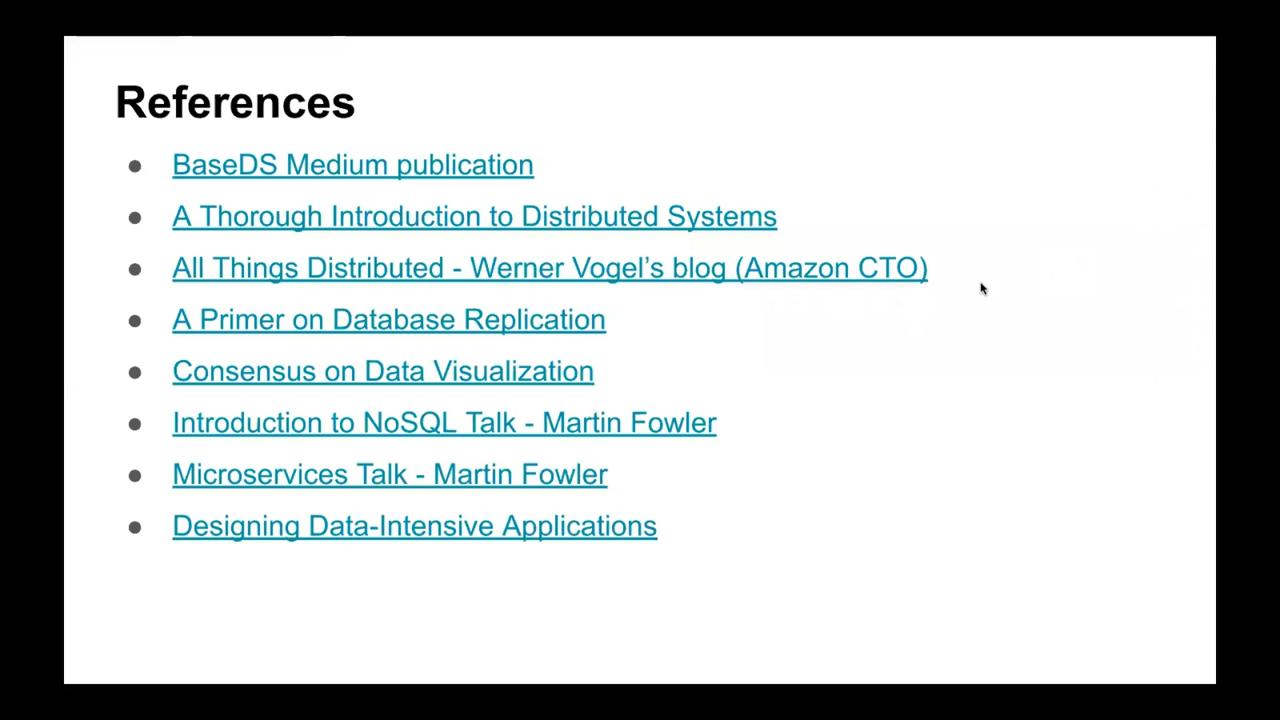 References
● BaseDS Medium publication
● A Thorough Introduction to Distributed Systems
● All Things Distributed - Werner Vogel’s blog (Amazon CTO)
● A Primer on Database Replication
● Consensus on Data Visualization
● Introduction to NoSQL Talk - Martin Fowler
● Microservices Talk - Martin Fowler
● Designing Data-Intensive Applications